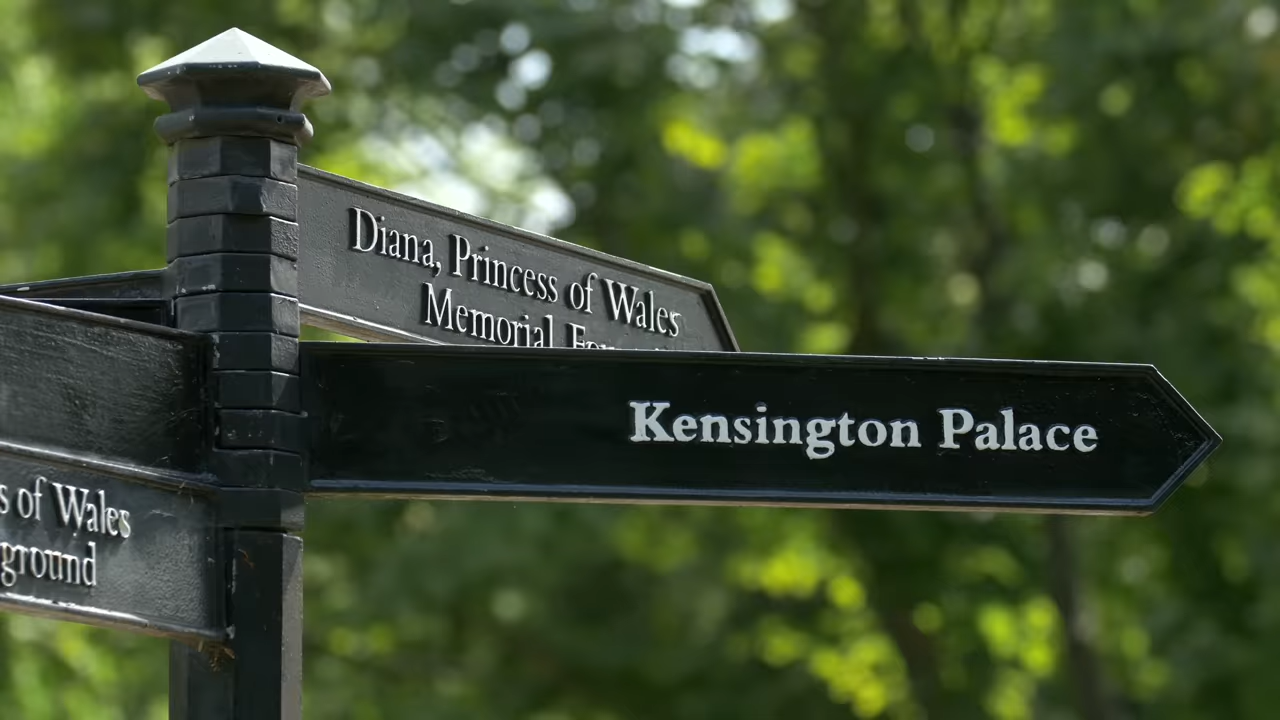 Diana, Princess of Wales
Memorial
Kensington Palace
s of Wales
ground